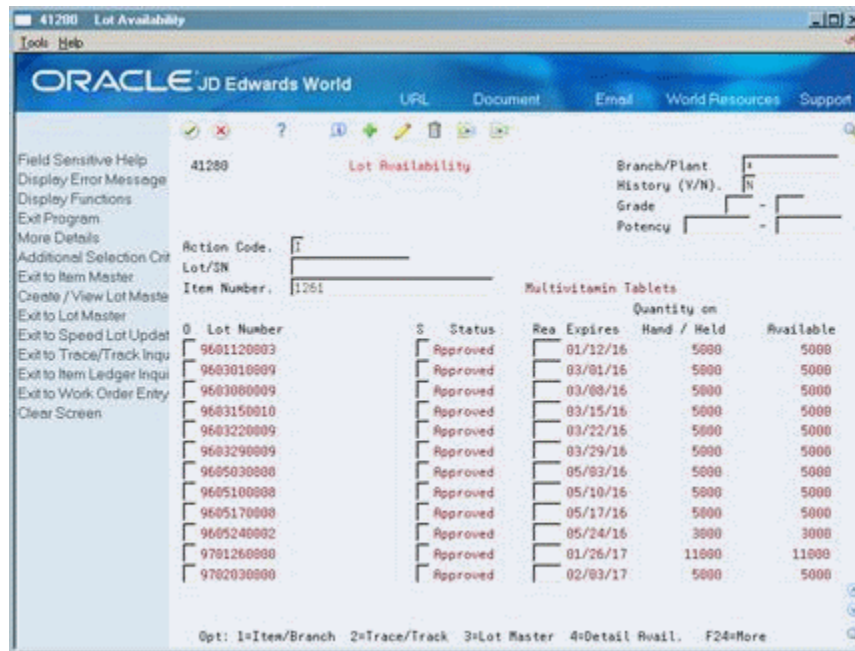 41280 Lot Availability
Tools Help
ORACLE JD Edwards World
URL Document Email World Resources Support
Field Sensitive Help
Display Error Message
Display Functions
Exit Program
More Details
Additional Selection Crit
Exit to Item Master
Create / View Lot Maste
Exit to Lot Master
Exit to Speed Lot Updat
Exit to Trace/Track Inqu
Exit to Item Ledger Inqui
Exit to Work Order Entry
Clear Screen
41280 Lot Availability Branch/Plant *
History (Y/N). N
Grade -
Potency -
Action Code. I
Lot/SN
Item Number. 1261 Multivitamin Tablets
Quantity on
O Lot Number S Status Rea Expires Hand / Held Available
9601120003 Approved 01/12/16 5000 5000
9603010009 Approved 03/01/16 5000 5000
9603080009 Approved 03/08/16 5000 5000
9603150010 Approved 03/15/16 5000 5000
9603220009 Approved 03/22/16 5000 5000
9603290009 Approved 03/29/16 5000 5000
9605030008 Approved 05/03/16 5000 5000
9605100008 Approved 05/10/16 5000 5000
9605170008 Approved 05/17/16 5000 5000
9605240002 Approved 05/24/16 3000 3000
9701260008 Approved 01/26/17 11000 11000
9702030008 Approved 02/03/17 5000 5000
Opt: 1=Item/Branch 2=Trace/Track 3=Lot Master 4=Detail Avail. F24=More